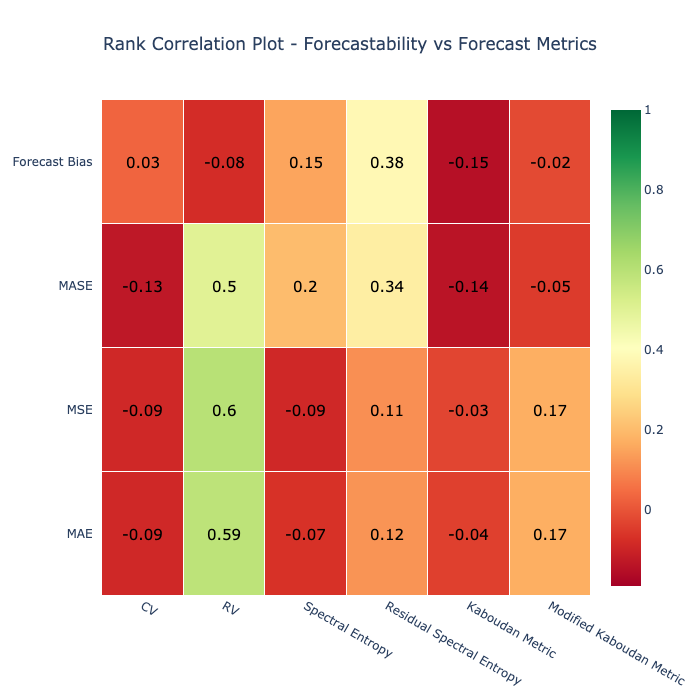 Rank Correlation Plot - Forecastability vs Forecast Metrics
Forecast Bias 0.03 -0.08 0.15 0.38 -0.15 -0.02
MASE -0.13 0.5 0.2 0.34 -0.14 -0.05
MSE -0.09 0.6 -0.09 0.11 -0.03 0.17
MAE -0.09 0.59 -0.07 0.12 -0.04 0.17
CV
RV
Spectral Entropy
Residual Spectral Entropy
Kaboudan Metric
Modified Kaboudan Metric
1
0.8
0.6
0.4
0.2
0